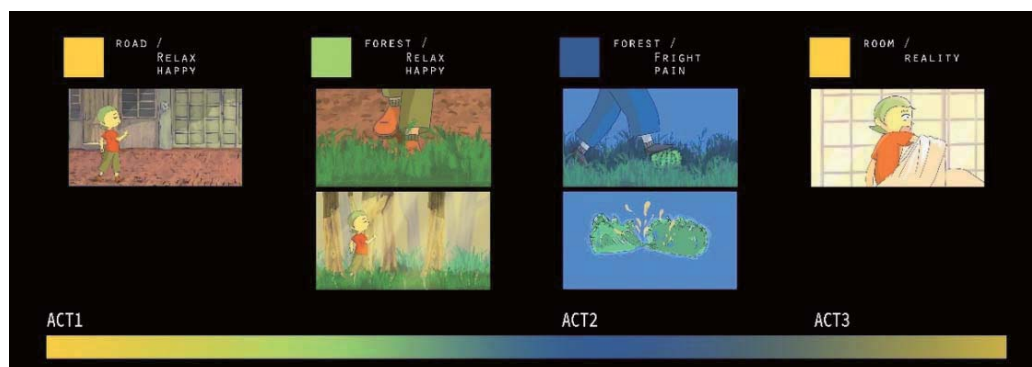 ROAD /
RELAX
HAPPY
FOREST /
RELAX
HAPPY
FOREST /
FRIGHT
PAIN
ROOM /
REALITY
ACT1
ACT2
ACT3